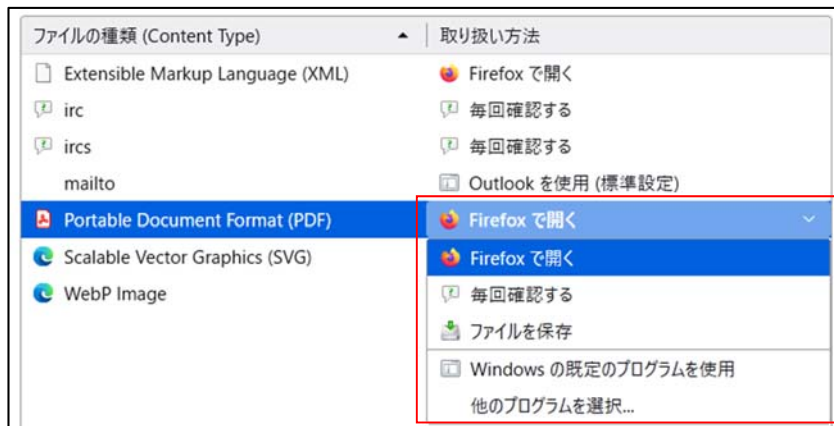 ファイルの種類 (Content Type) 取り扱い方法
Extensible Markup Language (XML) Firefox で開く
irc 毎回確認する
ircs 毎回確認する
mailto Outlook を使用 (標準設定)
Portable Document Format (PDF) Firefox で開く
Scalable Vector Graphics (SVG) Firefox で開く
WebP Image 毎回確認する
ファイルを保存
Windows の既定のプログラムを使用
他のプログラムを選択...